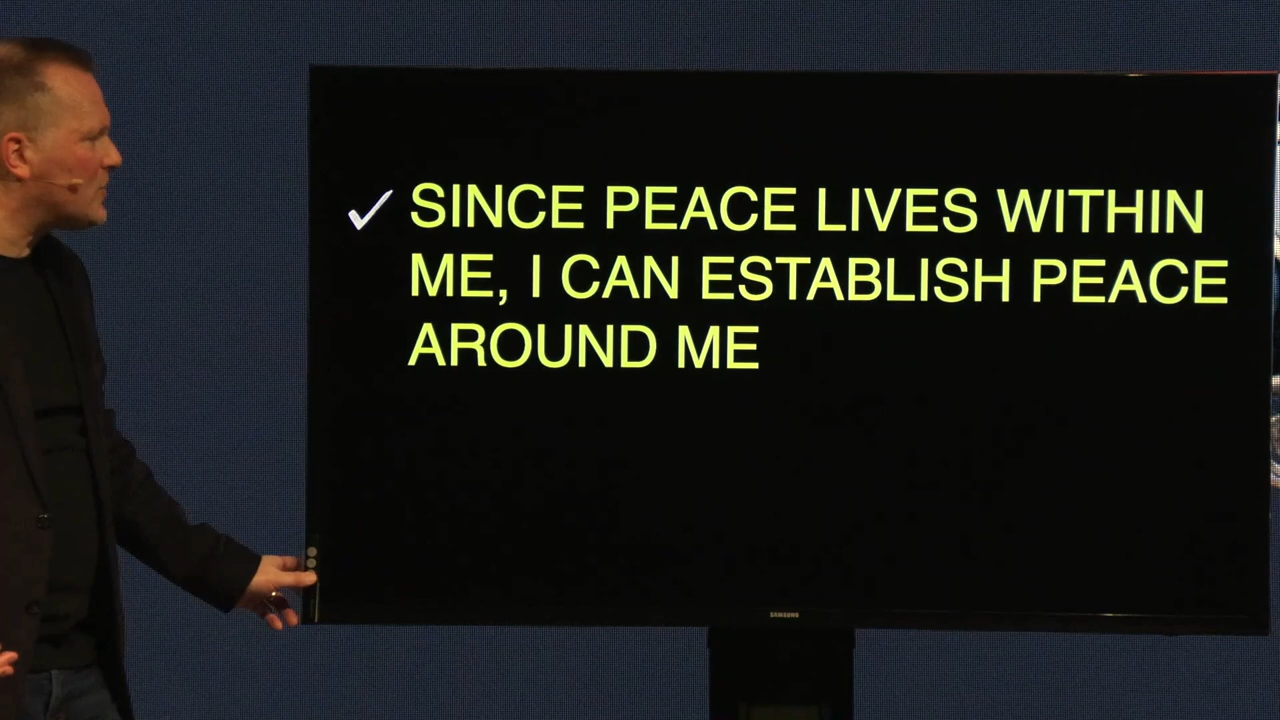 ✓ SINCE PEACE LIVES WITHIN
ME, I CAN ESTABLISH PEACE
AROUND ME
SAMSUNG